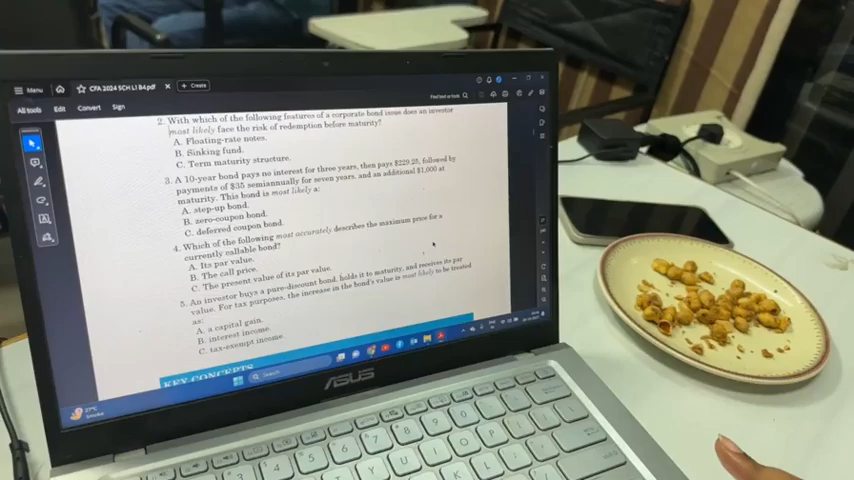 Menu
CFA 2024 SCH LI B4.pdf
+ Create
All tools Edit Convert Sign
Find text or tools
2. With which of the following features of a corporate bond issue does an investor
most likely face the risk of redemption before maturity?
A. Floating-rate notes.
B. Sinking fund.
C. Term maturity structure.
3. A 10-year bond pays no interest for three years, then pays $229.25, followed by
payments of $35 semiannually for seven years, and an additional $1,000 at
maturity. This bond is most likely a:
A. step-up bond.
B. zero-coupon bond.
C. deferred coupon bond.
4. Which of the following most accurately describes the maximum price for a
currently callable bond?
A. Its par value.
B. The call price.
C. The present value of its par value.
5. An investor buys a pure-discount bond, holds it to maturity, and receives its par
value. For tax purposes, the increase in the bond's value is most likely to be treated
as:
A. a capital gain.
B. interest income.
C. tax-exempt income.
KEY CONCEPTS
27°C
Smoke
Search
ASUS